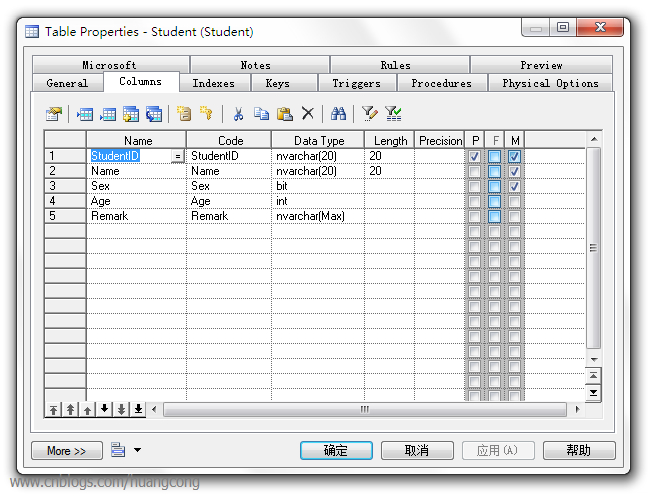 Table Properties - Student (Student)
Microsoft Notes Rules Preview
General Columns Indexes Keys Triggers Procedures Physical Options
Name Code Data Type Length Precision P F M
1 StudentID = StudentID nvarchar(20) 20
2 Name Name nvarchar(20) 20
3 Sex Sex bit
4 Age Age int
5 Remark Remark nvarchar(Max)
More >> 确定 取消 应用(A) 帮助
www.cnblogs.com/huangcong